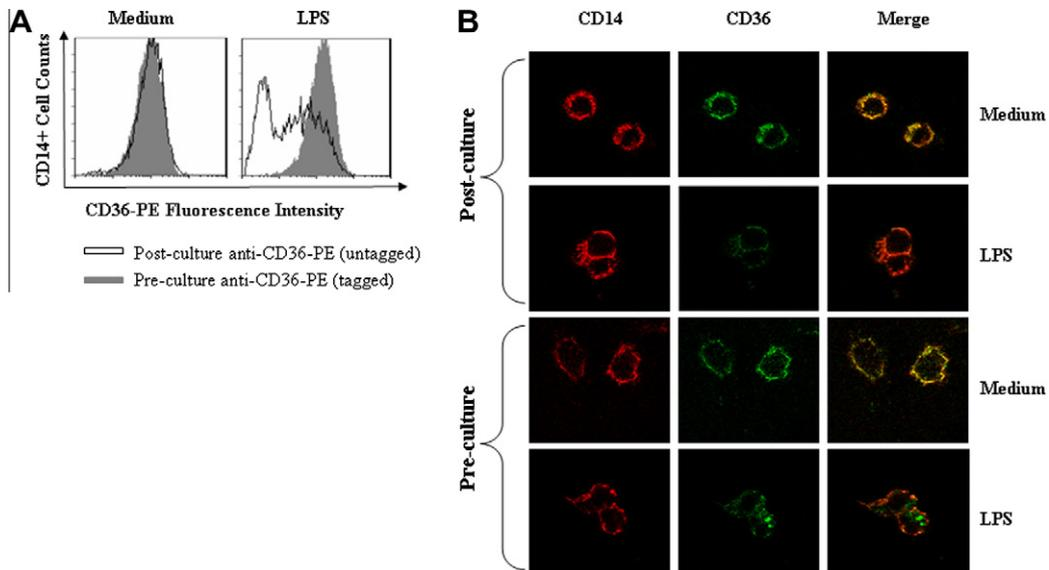 A
Medium LPS
CD14+ Cell Counts
CD36-PE Fluorescence Intensity
Post-culture anti-CD36-PE (untagged)
Pre-culture anti-CD36-PE (tagged)
B
CD14 CD36 Merge
Post-culture
Medium
LPS
Pre-culture
Medium
LPS